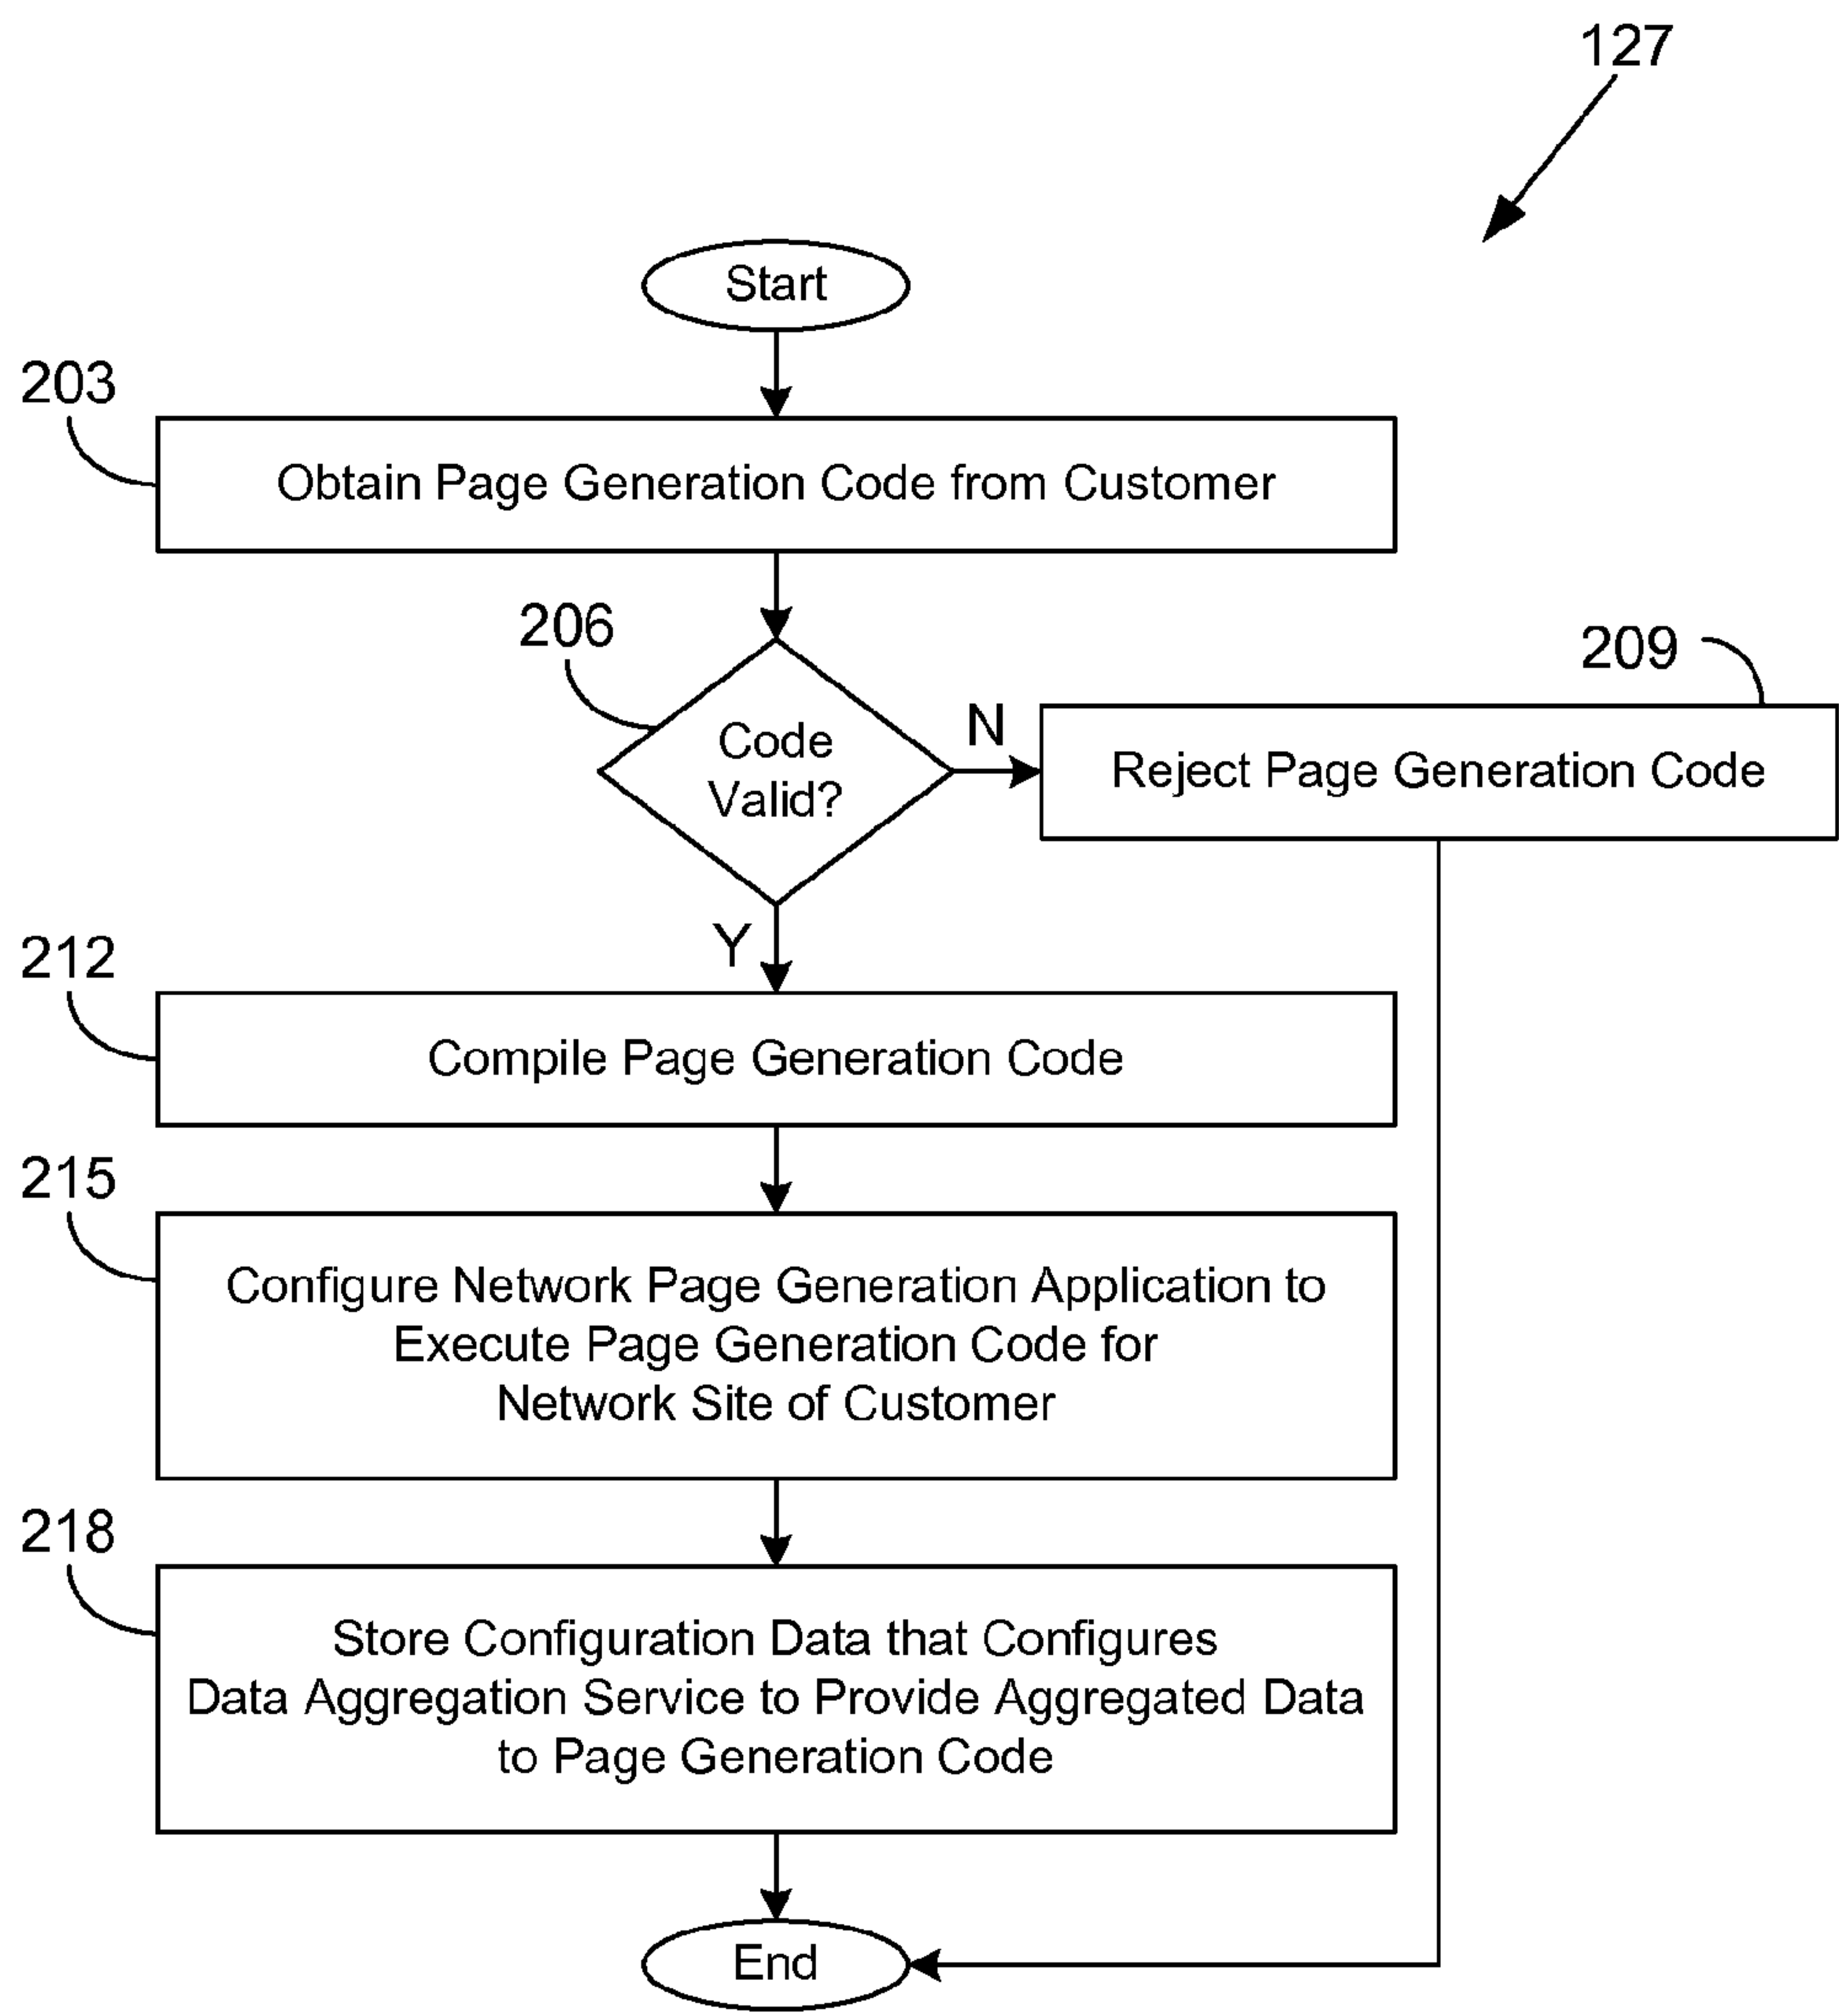 127
Start
203
Obtain Page Generation Code from Customer
206
Code
Valid?
N
209
Reject Page Generation Code
Y
212
Compile Page Generation Code
215
Configure Network Page Generation Application to
Execute Page Generation Code for
Network Site of Customer
218
Store Configuration Data that Configures
Data Aggregation Service to Provide Aggregated Data
to Page Generation Code
End